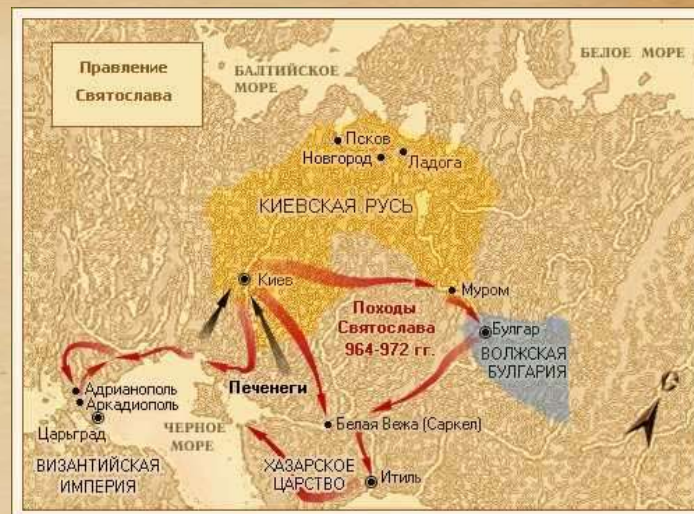 Правление
Святослава
БАЛТИЙСКОЕ
МОРЕ
БЕЛОЕ МОРЕ
Псков
Новгород
Ладога
КИЕВСКАЯ РУСЬ
Киев
Муром
Походы
Святослава
964-972 гг.
Булгар
ВОЛЖСКАЯ
БУЛГАРИЯ
Печенеги
Адрианополь
Аркадиополь
Царьград
ЧЕРНОЕ
МОРЕ
Белая Вежа (Саркел)
ВИЗАНТИЙСКАЯ
ИМПЕРИЯ
ХАЗАРСКОЕ
ЦАРСТВО
Итиль
С